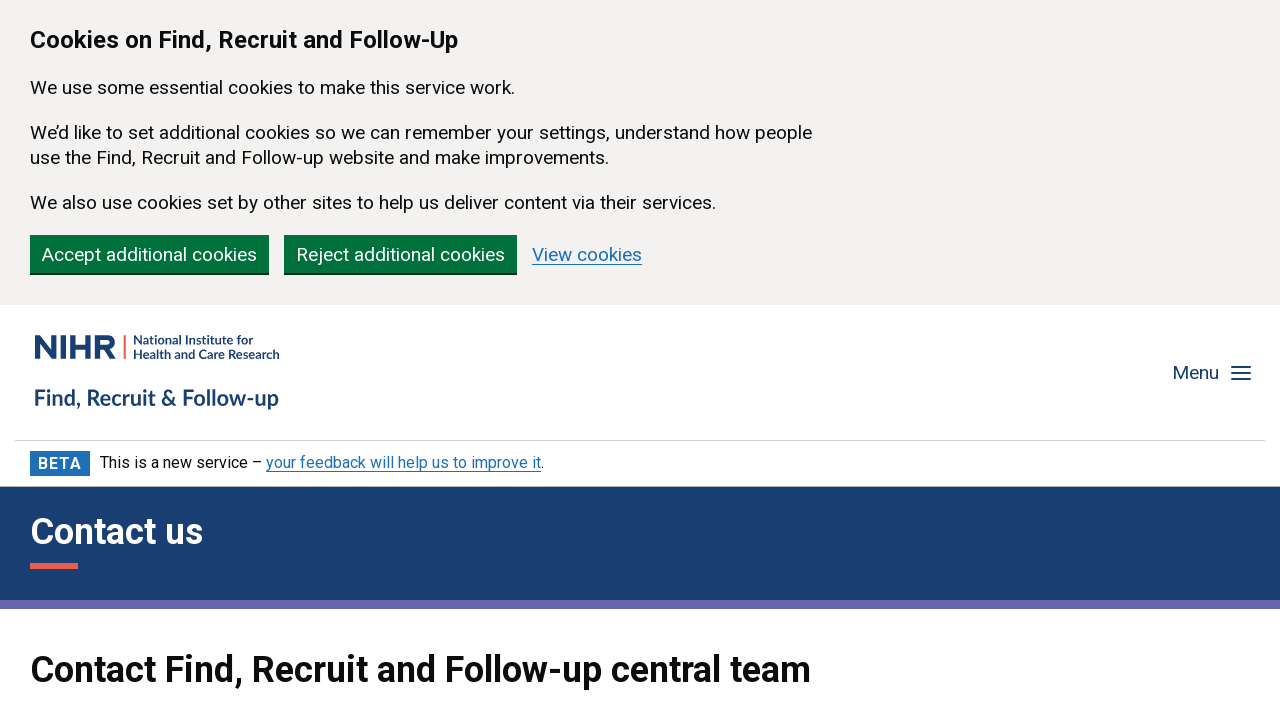 Cookies on Find, Recruit and Follow-Up
We use some essential cookies to make this service work.
We’d like to set additional cookies so we can remember your settings, understand how people
use the Find, Recruit and Follow-up website and make improvements.
We also use cookies set by other sites to help us deliver content via their services.
Accept additional cookies Reject additional cookies View cookies
NIHR National Institute for
Health and Care Research
Find, Recruit & Follow-up
Menu
BETA This is a new service – your feedback will help us to improve it.
Contact us
Contact Find, Recruit and Follow-up central team